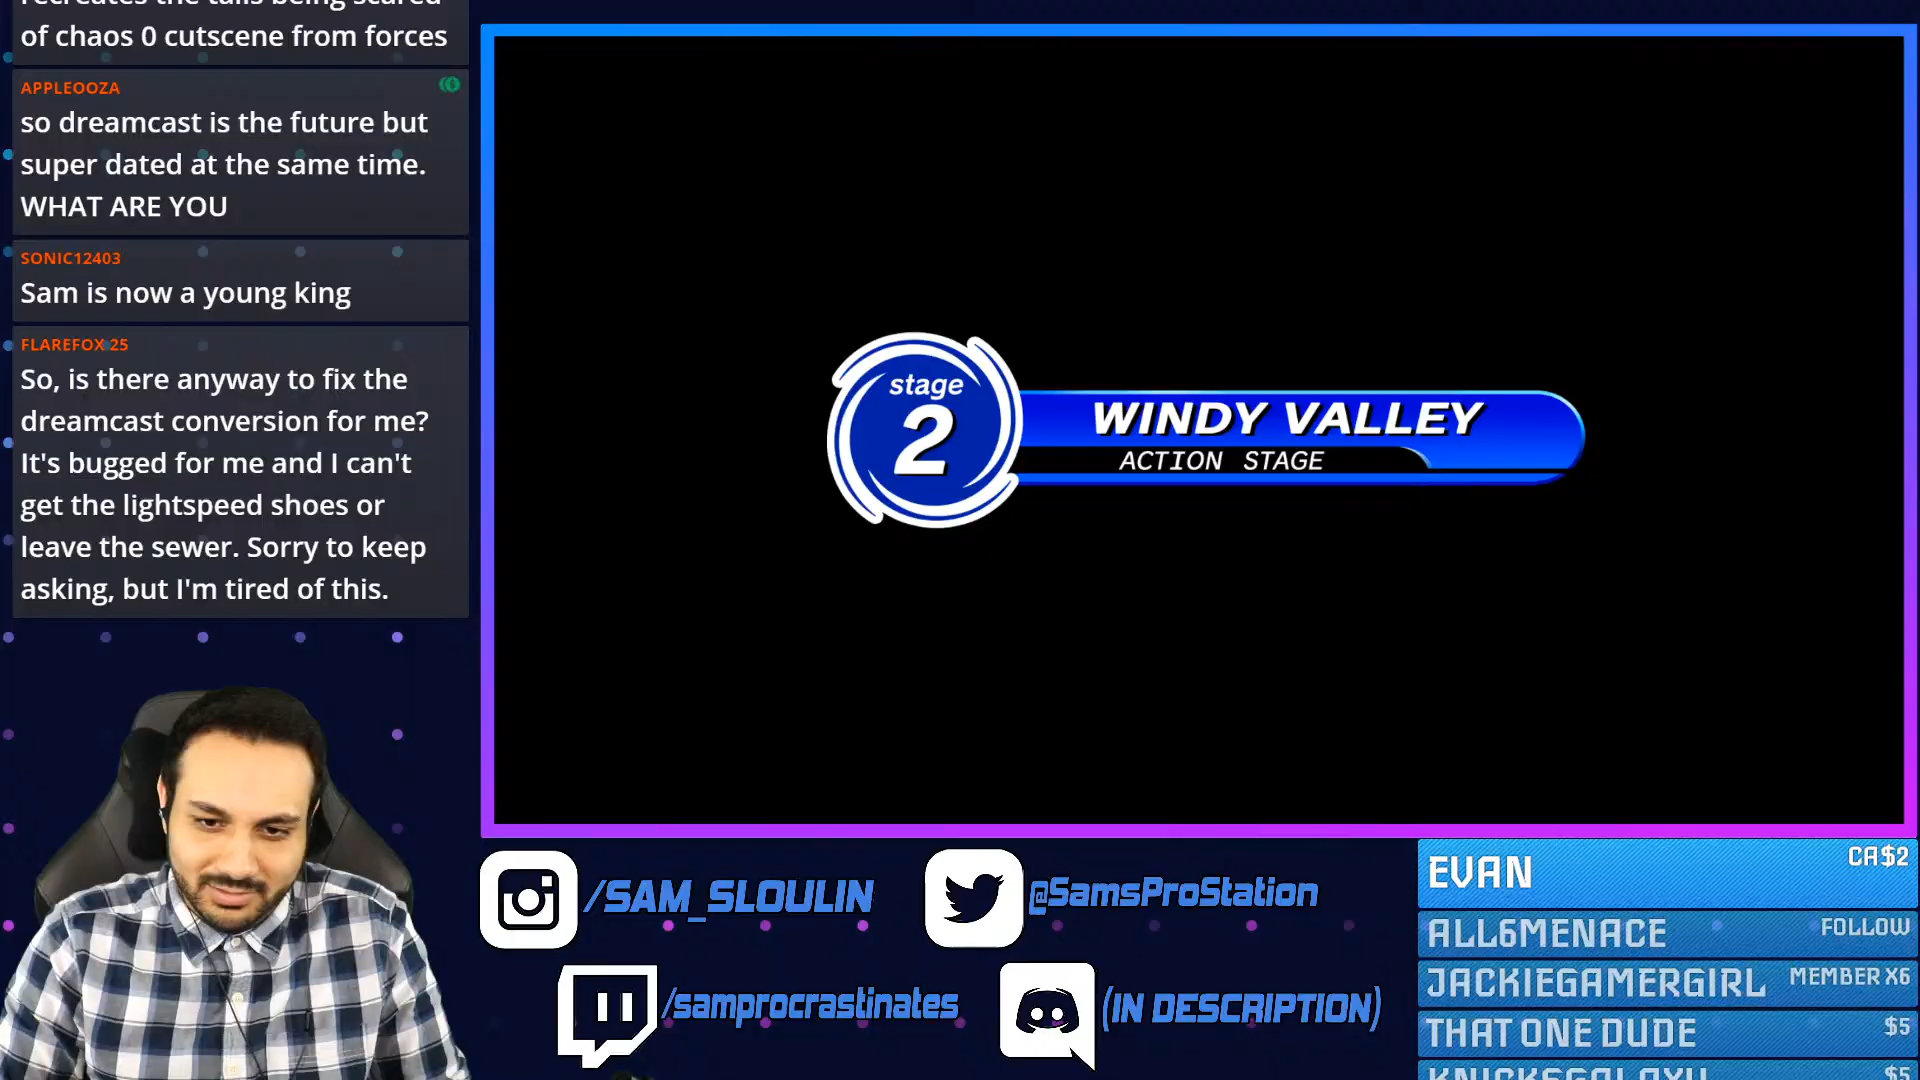 of chaos 0 cutscene from forces
APPLEOOZA
so dreamcast is the future but
super dated at the same time.
WHAT ARE YOU
SONIC12403
Sam is now a young king
FLAREFOX 25
So, is there anyway to fix the
dreamcast conversion for me?
It's bugged for me and I can't
get the lightspeed shoes or
leave the sewer. Sorry to keep
asking, but I'm tired of this.
stage
2
WINDY VALLEY
ACTION STAGE
/SAM_SLOULIN
@SamsProStation
/samprocrastinates
(IN DESCRIPTION)
EVAN CA$2
ALL6MENACE FOLLOW
JACKIEGAMERGIRL MEMBER X6
THAT ONE DUDE $5